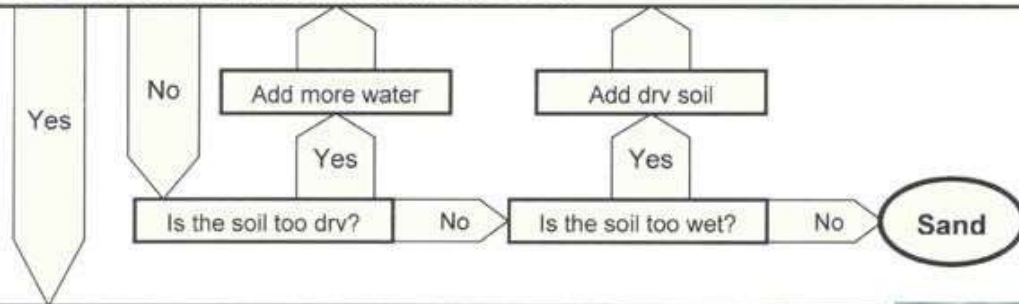 Yes
No
Add more water
Add drv soil
Yes
Yes
Is the soil too drv?
No
Is the soil too wet?
No
Sand